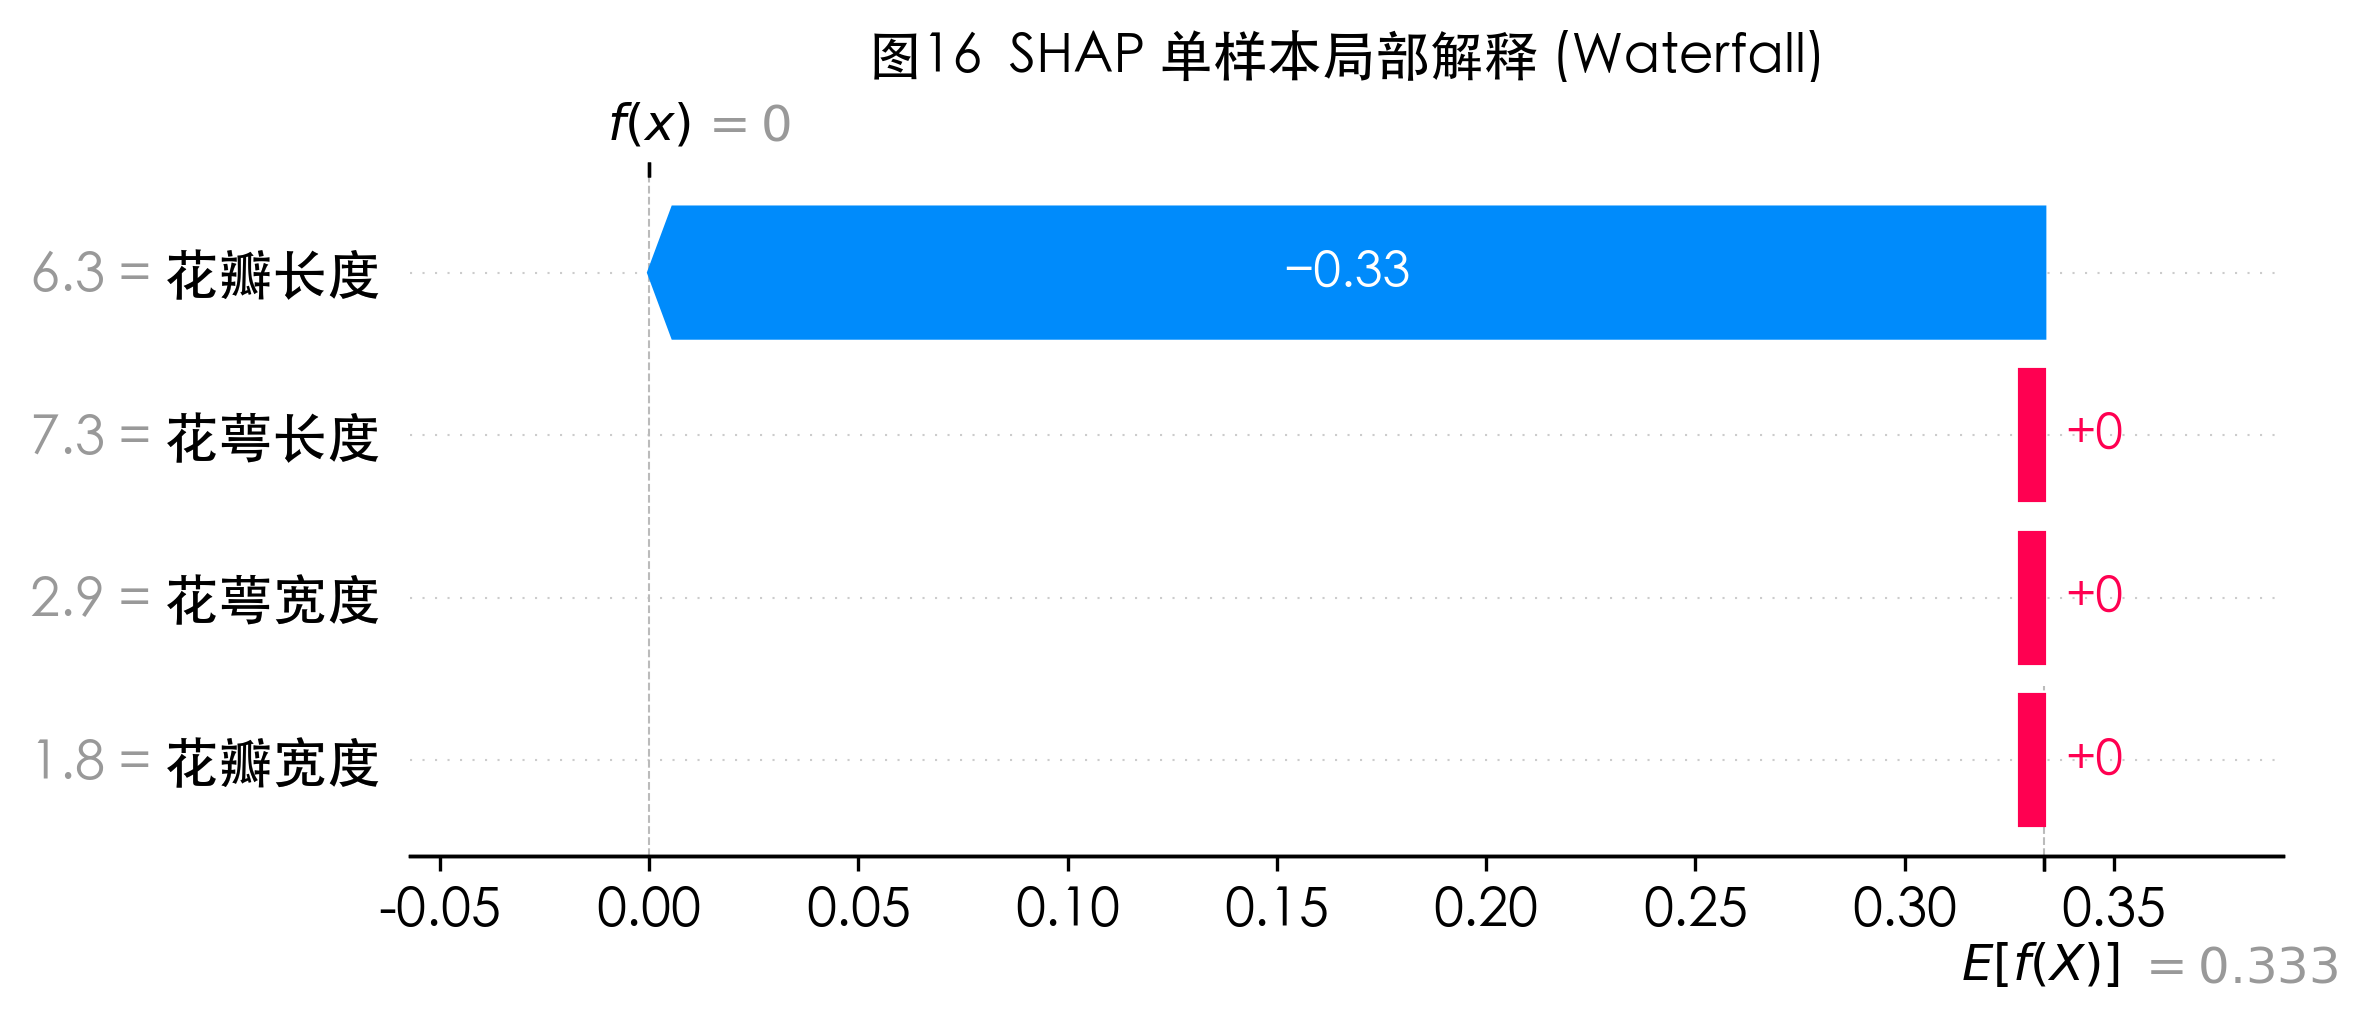 图16 SHAP 单样本局部解释 (Waterfall)
f(x) = 0
6.3 = 花瓣长度
−0.33
7.3 = 花萼长度
+0
2.9 = 花萼宽度
+0
1.8 = 花瓣宽度
+0
-0.05 0.00 0.05 0.10 0.15 0.20 0.25 0.30 0.35
E[f(X)] = 0.333